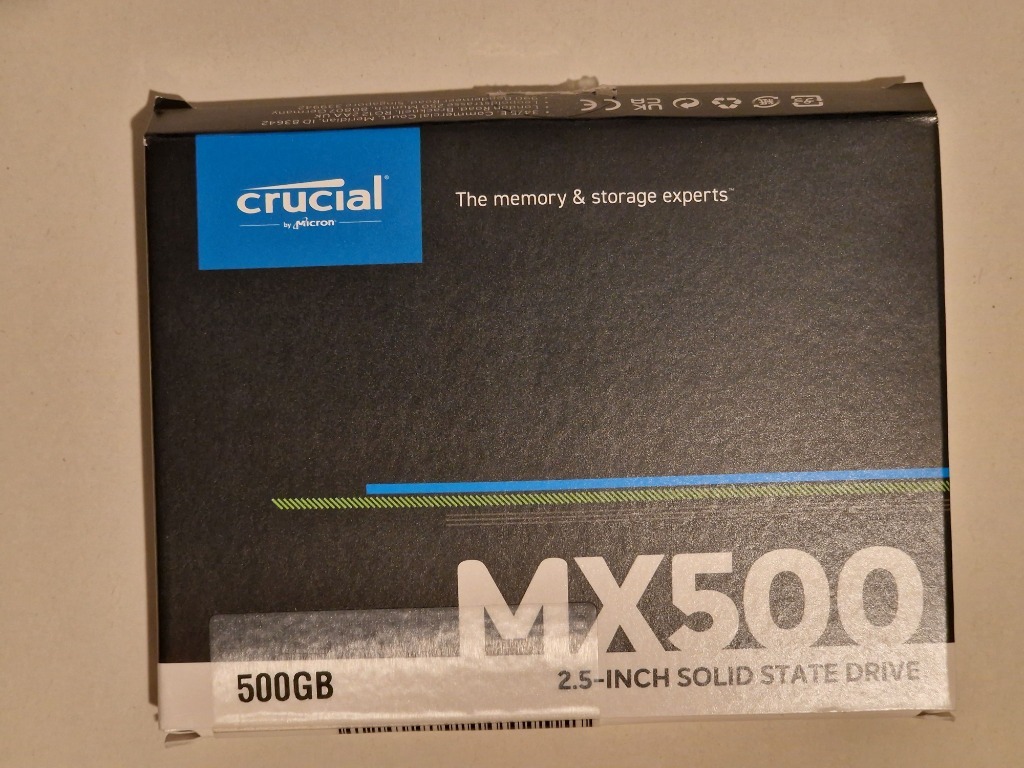 crucial®
by Micron®
The memory & storage experts™
MX500
2.5-INCH SOLID STATE DRIVE
500GB